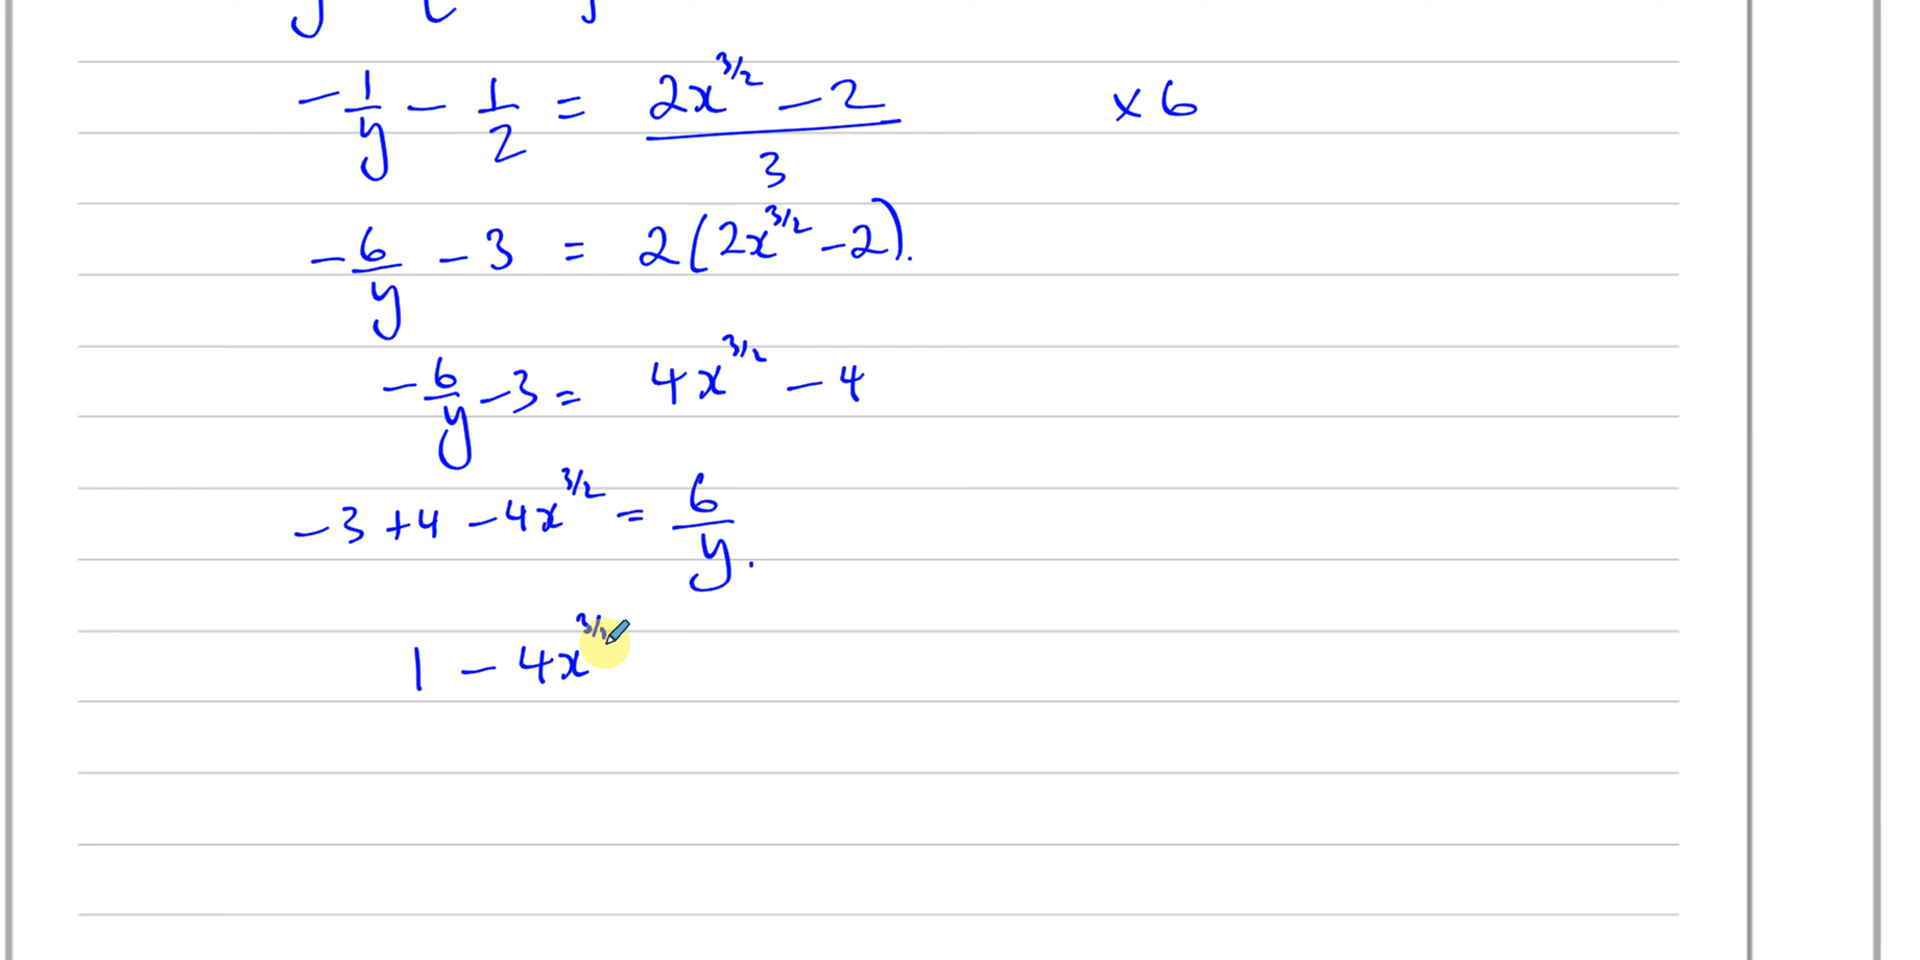 -1/y - 1/2 = (2x^3/2 - 2)/3 ×6
-6/y - 3 = 2(2x^3/2 - 2).
-6/y - 3 = 4x^3/2 - 4
-3 + 4 - 4x^3/2 = 6/y.
1 - 4x^3/